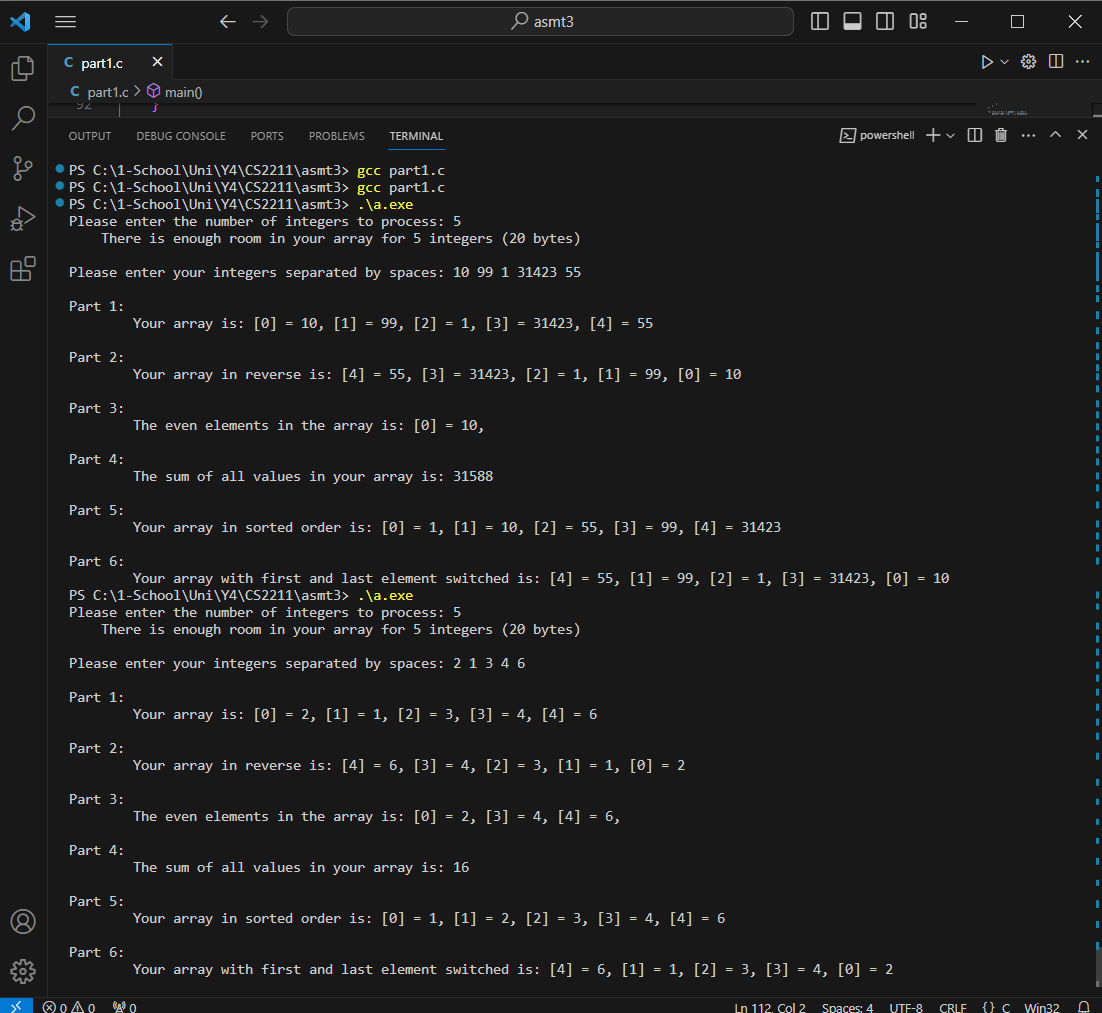 asmt3
C part1.c
C part1.c > main()
92 }
OUTPUT DEBUG CONSOLE PORTS PROBLEMS TERMINAL powershell
PS C:\1-School\Uni\Y4\CS2211\asmt3> gcc part1.c
PS C:\1-School\Uni\Y4\CS2211\asmt3> gcc part1.c
PS C:\1-School\Uni\Y4\CS2211\asmt3> .\a.exe
Please enter the number of integers to process: 5
There is enough room in your array for 5 integers (20 bytes)
Please enter your integers separated by spaces: 10 99 1 31423 55
Part 1:
Your array is: [0] = 10, [1] = 99, [2] = 1, [3] = 31423, [4] = 55
Part 2:
Your array in reverse is: [4] = 55, [3] = 31423, [2] = 1, [1] = 99, [0] = 10
Part 3:
The even elements in the array is: [0] = 10,
Part 4:
The sum of all values in your array is: 31588
Part 5:
Your array in sorted order is: [0] = 1, [1] = 10, [2] = 55, [3] = 99, [4] = 31423
Part 6:
Your array with first and last element switched is: [4] = 55, [1] = 99, [2] = 1, [3] = 31423, [0] = 10
PS C:\1-School\Uni\Y4\CS2211\asmt3> .\a.exe
Please enter the number of integers to process: 5
There is enough room in your array for 5 integers (20 bytes)
Please enter your integers separated by spaces: 2 1 3 4 6
Part 1:
Your array is: [0] = 2, [1] = 1, [2] = 3, [3] = 4, [4] = 6
Part 2:
Your array in reverse is: [4] = 6, [3] = 4, [2] = 3, [1] = 1, [0] = 2
Part 3:
The even elements in the array is: [0] = 2, [3] = 4, [4] = 6,
Part 4:
The sum of all values in your array is: 16
Part 5:
Your array in sorted order is: [0] = 1, [1] = 2, [2] = 3, [3] = 4, [4] = 6
Part 6:
Your array with first and last element switched is: [4] = 6, [1] = 1, [2] = 3, [3] = 4, [0] = 2
0 0 0 Ln 112, Col 2 Spaces: 4 UTF-8 CRLF {} C Win32